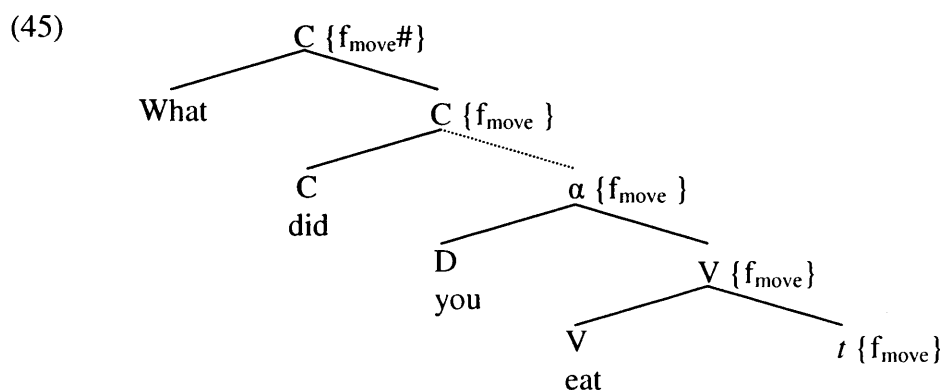 (45)
C {fmove#}
What
C {fmove }
C
did
α {fmove }
D
you
V {fmove}
V
eat
t {fmove}